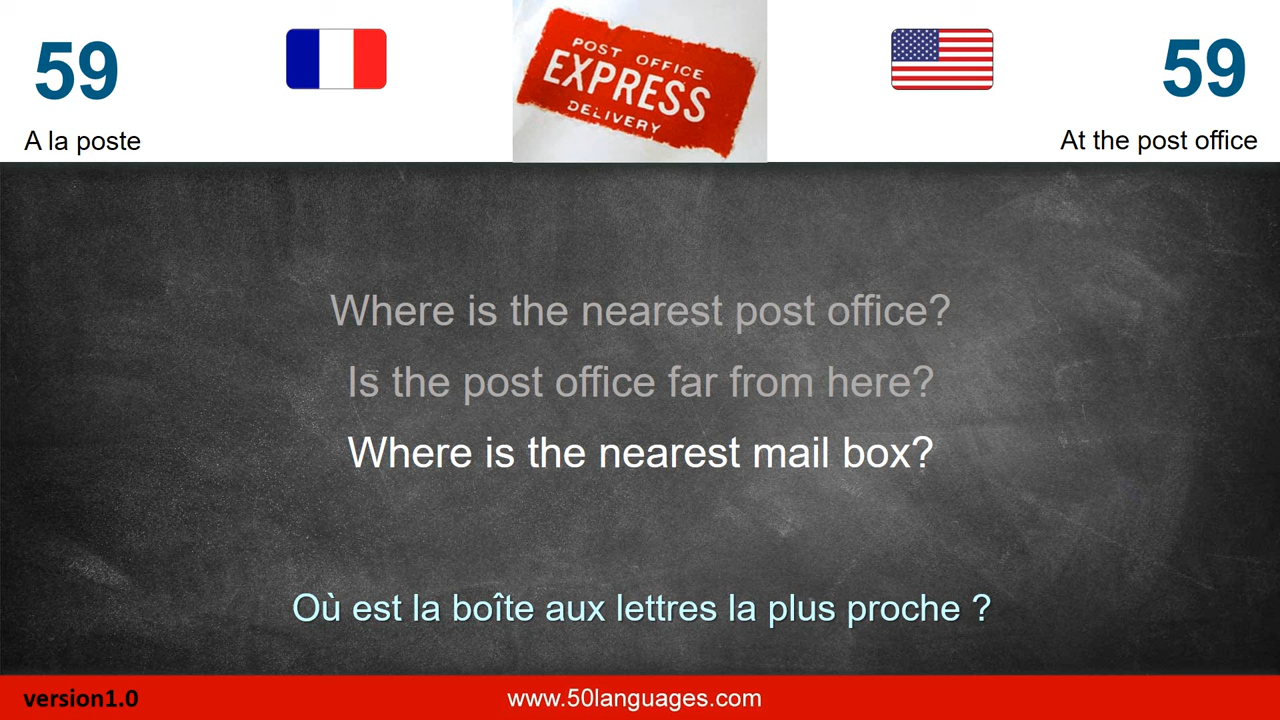 59
A la poste
POST OFFICE
EXPRESS
DELIVERY
59
At the post office
Where is the nearest post office?
Is the post office far from here?
Where is the nearest mail box?
Où est la boîte aux lettres la plus proche ?
version1.0
www.50languages.com